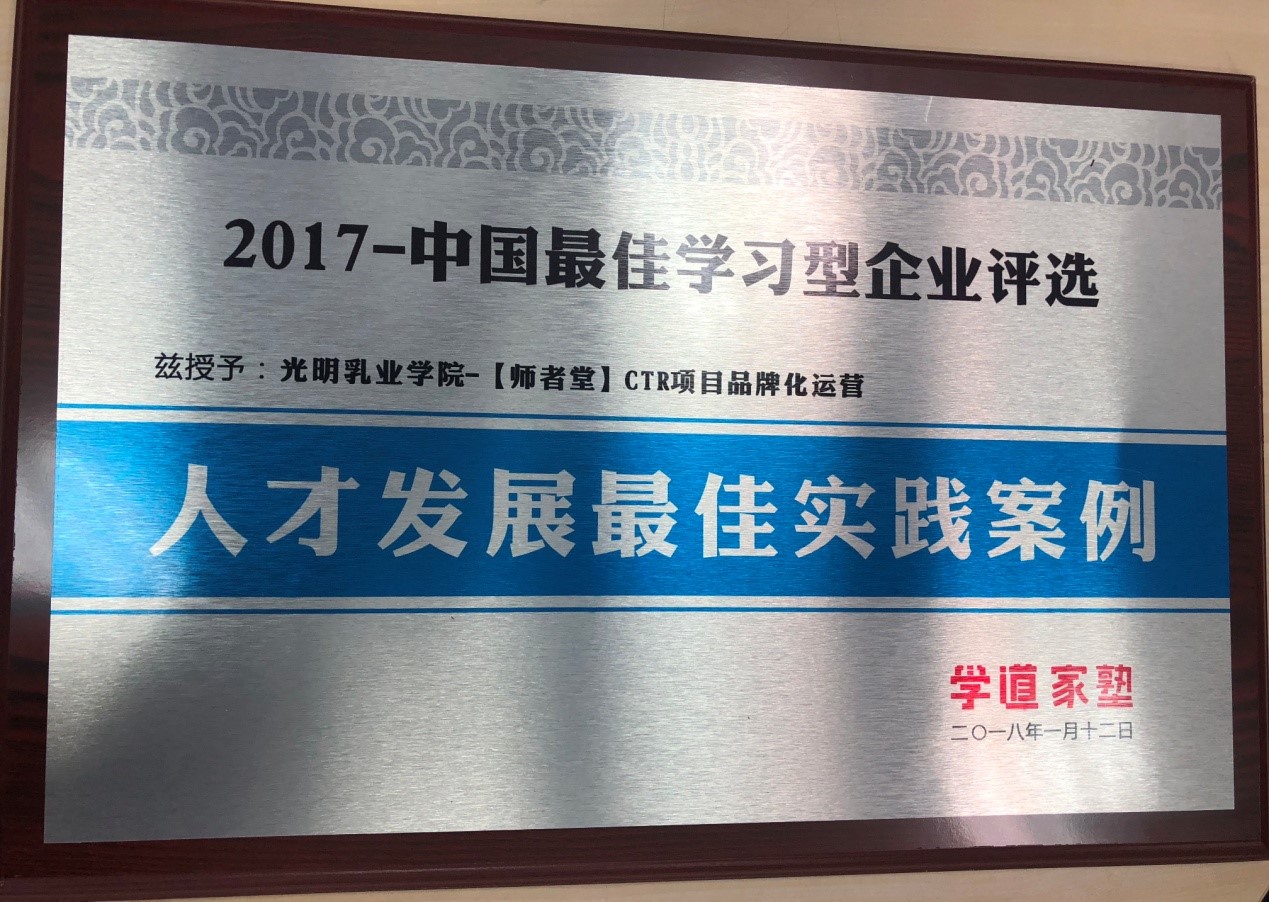 2017-中国最佳学习型企业评选
兹授予：光明乳业学院-【师者堂】CTR项目品牌化运营
人才发展最佳实践案例
学道家塾
二〇一八年一月十二日